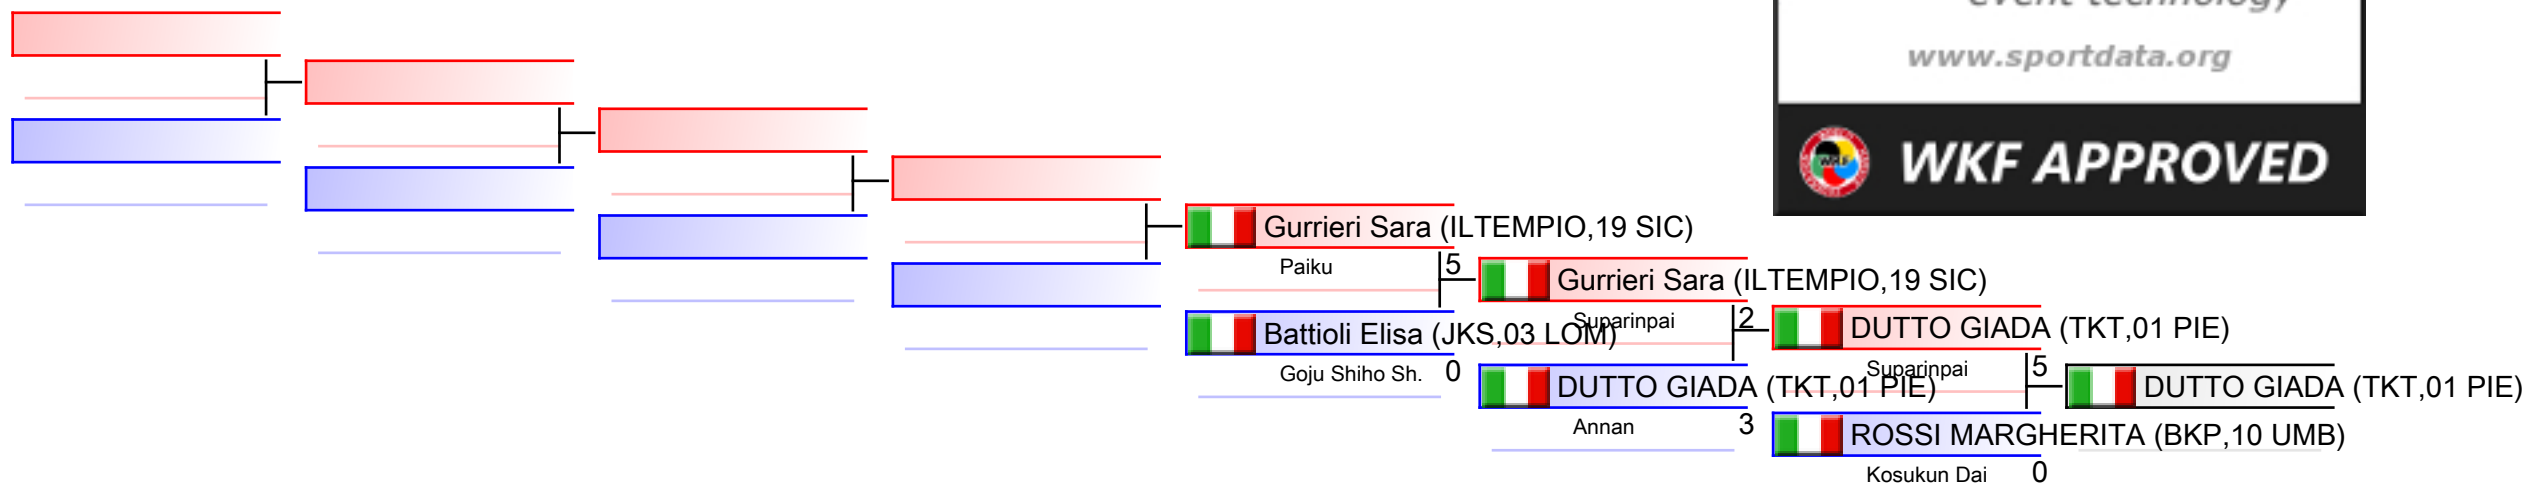 event technology
www.sportdata.org
WKF APPROVED
Gurrieri Sara (ILTEMPIO,19 SIC)
Paiku
5
Battioli Elisa (JKS,03 LOM)
Goju Shiho Sh.
0
Gurrieri Sara (ILTEMPIO,19 SIC)
Suparinpai
2
DUTTO GIADA (TKT,01 PIE)
Annan
3
DUTTO GIADA (TKT,01 PIE)
Suparinpai
5
ROSSI MARGHERITA (BKP,10 UMB)
Kosukun Dai
0
DUTTO GIADA (TKT,01 PIE)